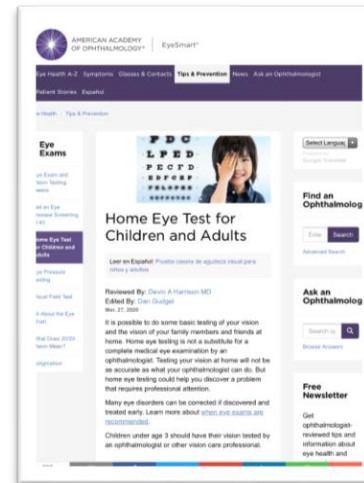 AMERICAN ACADEMY
OF OPHTHALMOLOGY®
EyeSmart®
Eye Health A-Z Symptoms Glasses & Contacts Tips & Prevention News Ask an Ophthalmologist
Patient Stories Español
Health Tips & Prevention
Eye
Exams
Home Eye Test
for Children and
Adults
Visual Field Test
P D C
L P E D
P E C F D
E D F C Z P
Home Eye Test for
Children and Adults
Leer en Español: Prueba casera de agudeza visual para
niños y adultos
Reviewed By: Devin A Harrison MD
Edited By: Dan Gudgel
Mar. 27, 2020
It is possible to do some basic testing of your vision
and the vision of your family members and friends at
home. Home eye testing is not a substitute for a
complete medical eye examination by an
ophthalmologist. Testing your vision at home will not be
as accurate as what your ophthalmologist can do. But
home eye testing could help you discover a problem
that requires professional attention.
Many eye disorders can be corrected if discovered and
treated early. Learn more about when eye exams are
recommended.
Children under age 3 should have their vision tested by
an ophthalmologist or other vision care professional.
Select Languag
Google Translate
Find an
Ophthalmolog
Ente
Search
Advanced Search
Ask an
Ophthalmolog
Search q
Browse Answers
Free
Newsletter
Get
ophthalmologist-
reviewed tips and
information about
eye health and